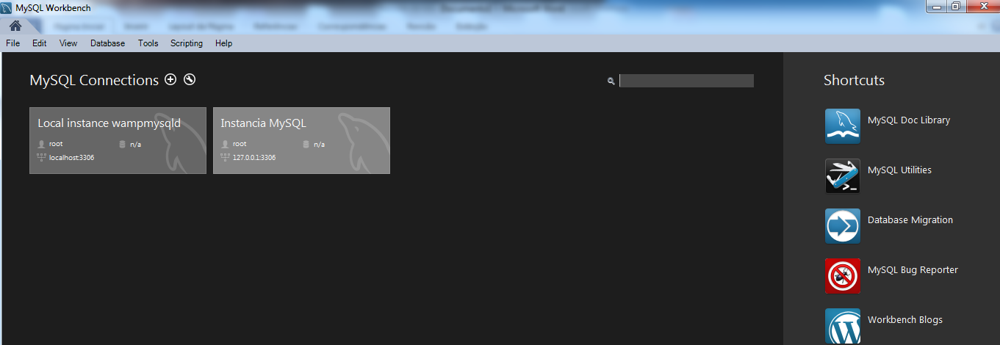 MySQL Workbench
File Edit View Database Tools Scripting Help
MySQL Connections
Local instance wampmysqld
root
n/a
localhost:3306
Instancia MySQL
root
n/a
127.0.0.1:3306
Shortcuts
MySQL Doc Library
MySQL Utilities
Database Migration
MySQL Bug Reporter
Workbench Blogs